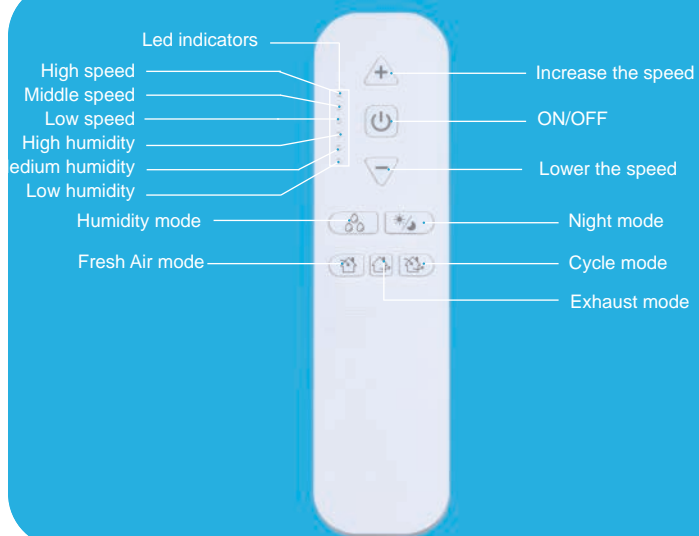 Led indicators
High speed
Middle speed
Low speed
High humidity
edium humidity
Low humidity
Humidity mode
Fresh Air mode
Increase the speed
ON/OFF
Lower the speed
Night mode
Cycle mode
Exhaust mode